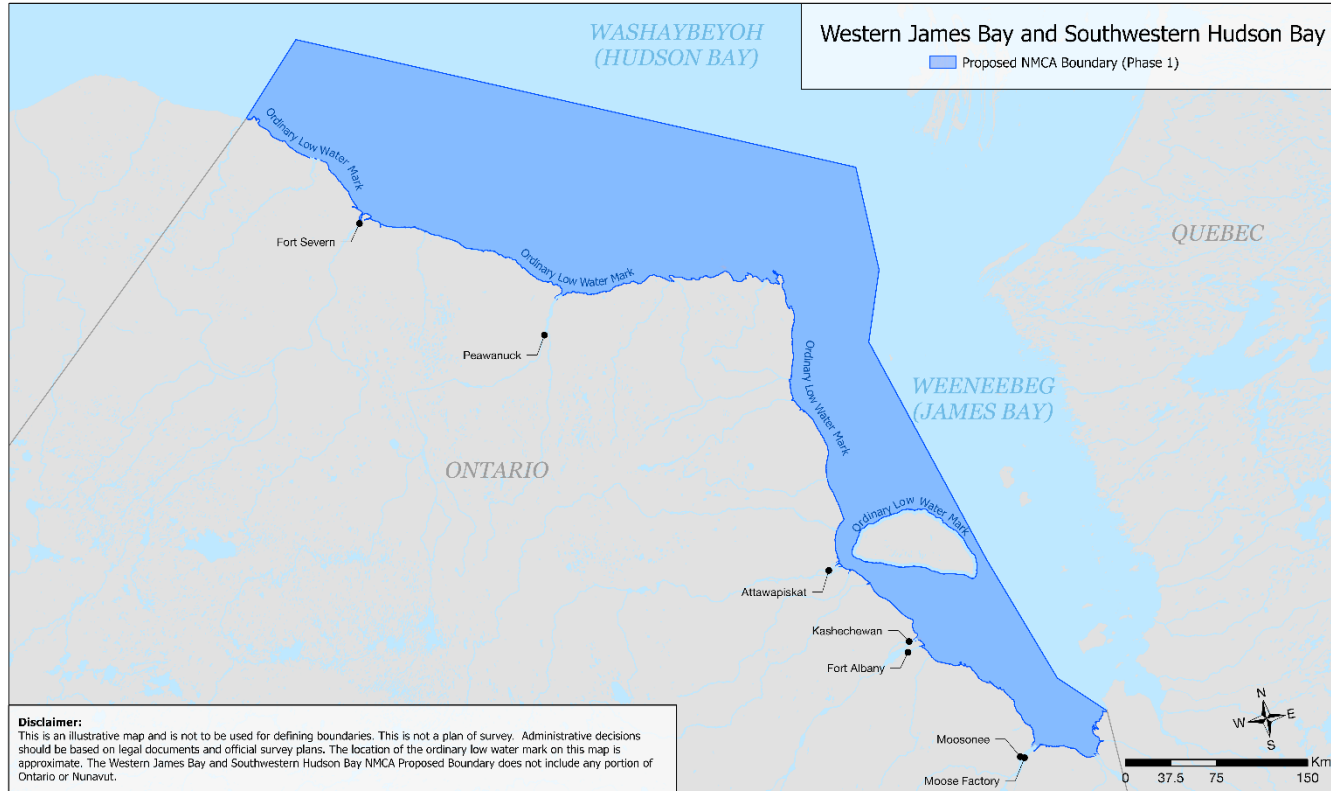 WASHAYBEYOH
(HUDSON BAY)
Western James Bay and Southwestern Hudson Bay
Proposed NMCA Boundary (Phase 1)
Ordinary Low Water Mark
Fort Severn
QUEBEC
Ordinary Low Water Mark
Peawanuck
Ordinary Low Water Mark
WEENEEBEG
(JAMES BAY)
ONTARIO
Ordinary Low Water Mark
Attawapiskat
Kashechewan
Fort Albany
Moosonee
Moose Factory
N
W E
S
Km
0 37.5 75 150
Disclaimer:
This is an illustrative map and is not to be used for defining boundaries. This is not a plan of survey. Administrative decisions
should be based on legal documents and official survey plans. The location of the ordinary low water mark on this map is
approximate. The Western James Bay and Southwestern Hudson Bay NMCA Proposed Boundary does not include any portion of
Ontario or Nunavut.